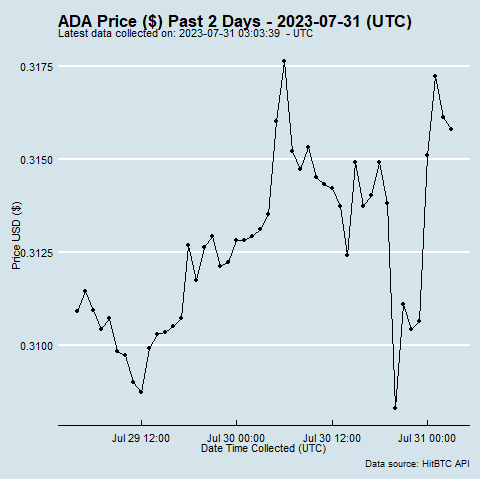 ADA Price ($) Past 2 Days - 2023-07-31 (UTC)
Latest data collected on: 2023-07-31 03:03:39 - UTC
0.3175
0.3150
0.3125
0.3100
Price USD ($)
Jul 29 12:00 Jul 30 00:00 Jul 30 12:00 Jul 31 00:00
Date Time Collected (UTC)
Data source: HitBTC API